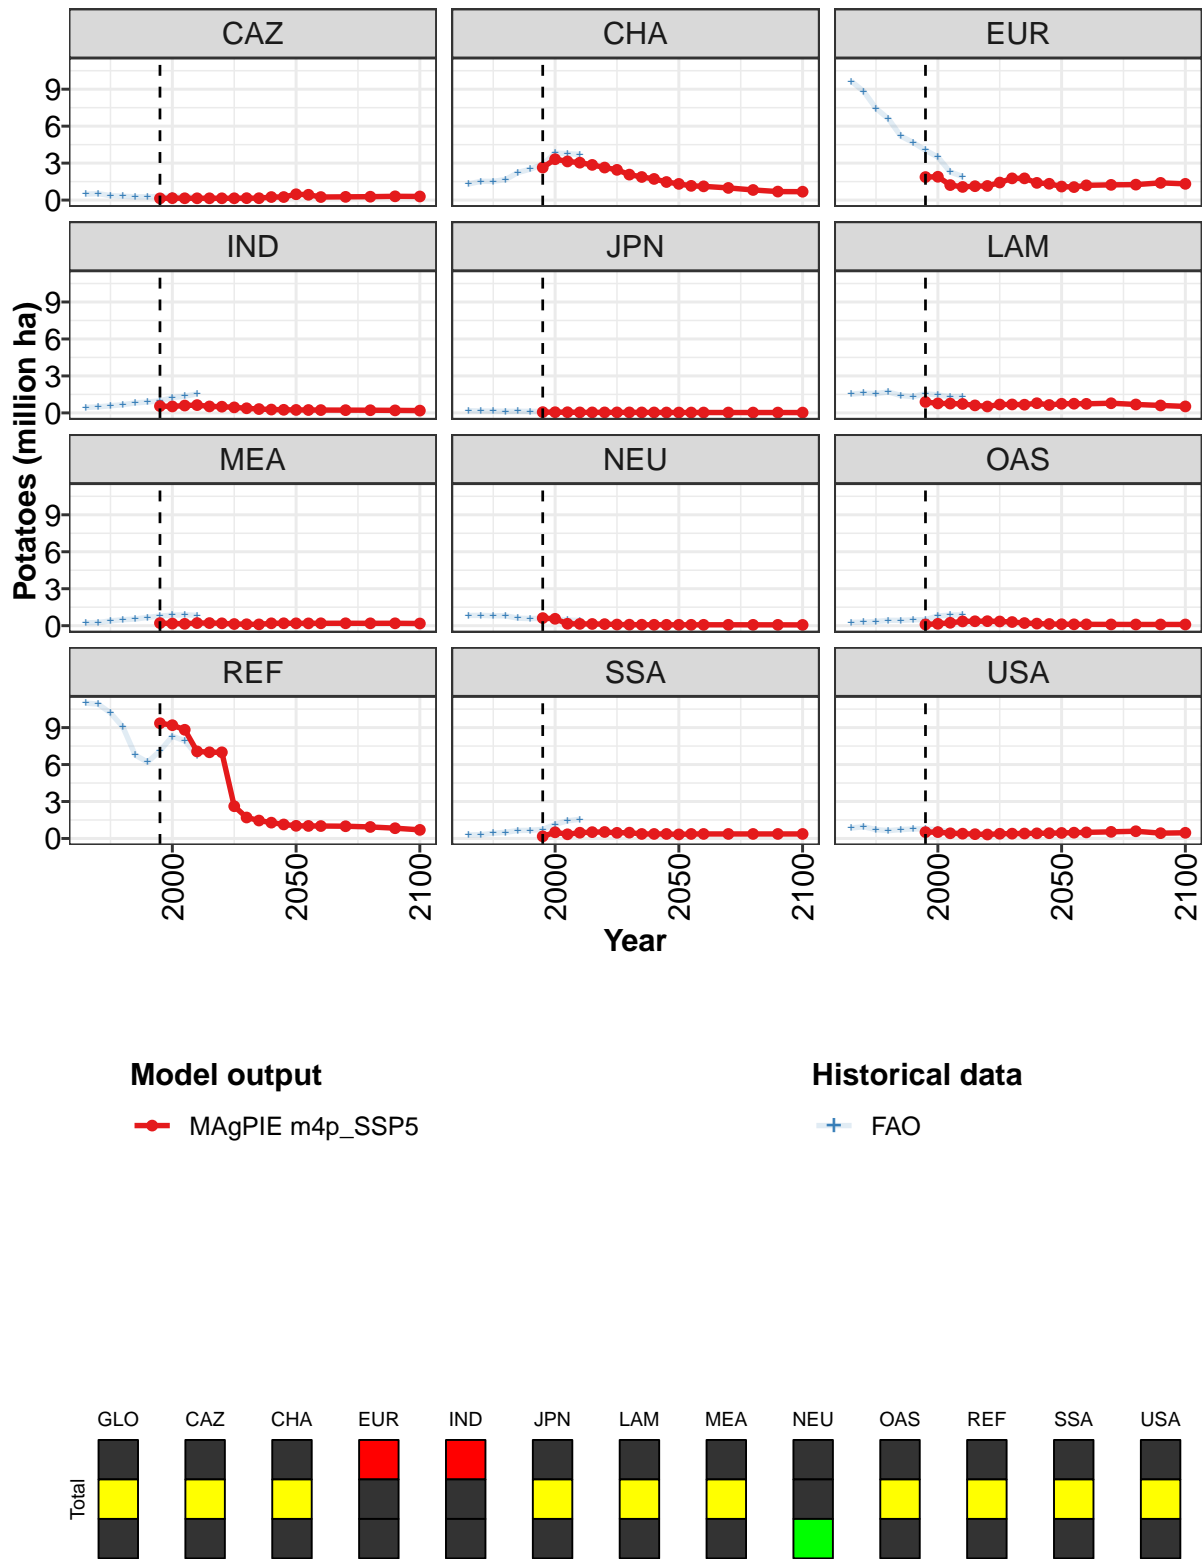 CAZ CHA EUR
9
6
3
0
IND JPN LAM
9
6
3
0
MEA NEU OAS
9
6
3
0
REF SSA USA
9
6
3
0
Potatoes (million ha)
2000 2050 2100 2000 2050 2100 2000 2050 2100
Year
Model output Historical data
MAgPIE m4p_SSP5 FAO
GLO CAZ CHA EUR IND JPN LAM MEA NEU OAS REF SSA USA
Total